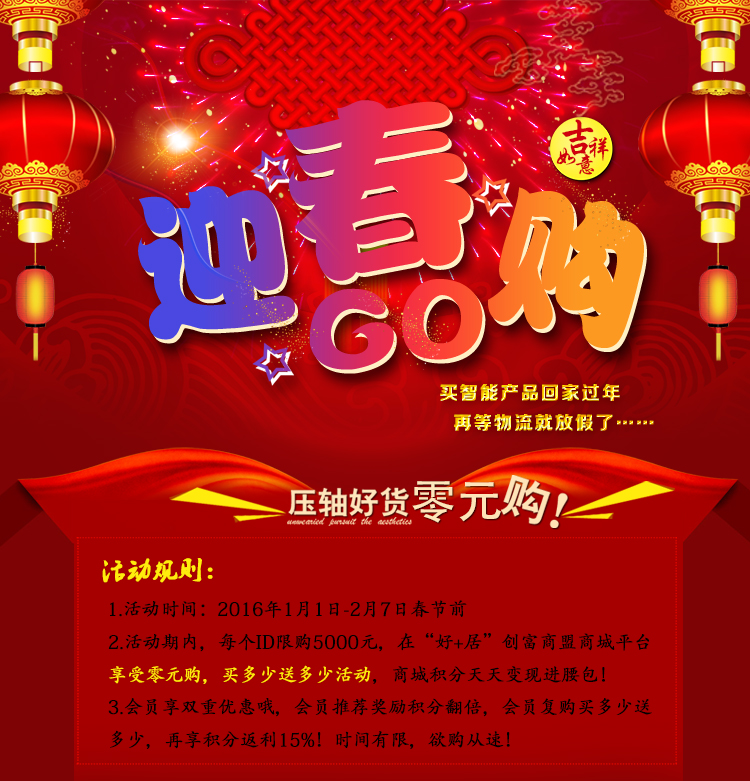 吉祥
如意
迎春购
GO
买智能产品回家过年
再等物流就放假了……
压轴好货零元购!
unwearied pursuit the aesthetics
活动规则:
1.活动时间：2016年1月1日-2月7日春节前
2.活动期内，每个ID限购5000元，在“好+居”创富商盟商城平台
享受零元购，买多少送多少活动，商城积分天天变现进腰包！
3.会员享双重优惠哦，会员推荐奖励积分翻倍，会员复购买多少送
多少，再享积分返利15%！时间有限，欲购从速！